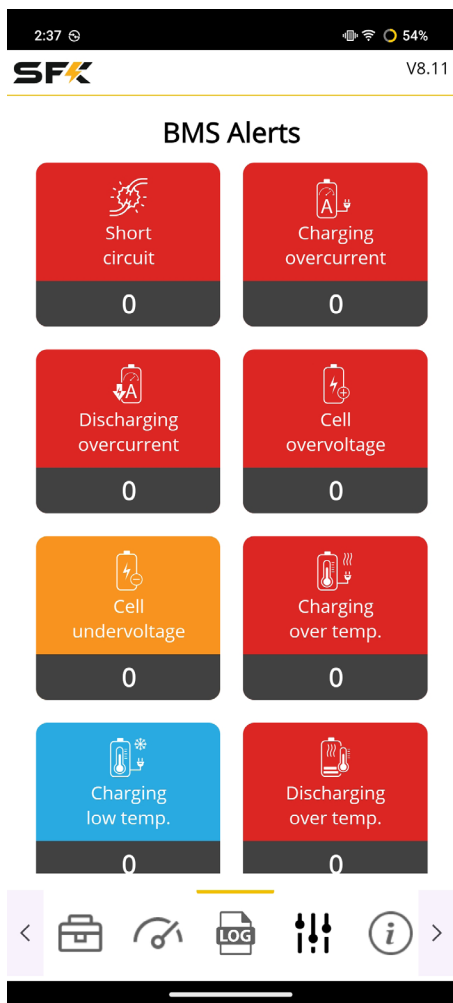 2:37
54%
SFK
V8.11
BMS Alerts
Short
circuit
0
A
Charging
overcurrent
0
A
Discharging
overcurrent
0
Cell
overvoltage
0
Cell
undervoltage
0
Charging
over temp.
0
Charging
low temp.
0
Discharging
over temp.
0
LOG
i